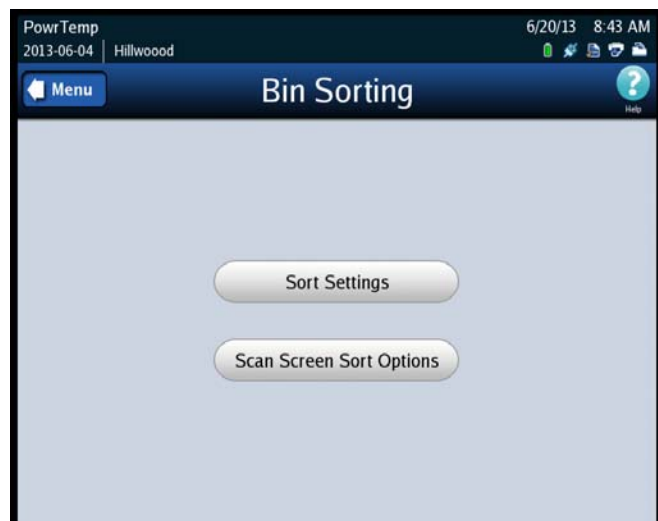 PowrTemp 6/20/13 8:43 AM
2013-06-04 Hillwoood
Menu Bin Sorting
Help
Sort Settings
Scan Screen Sort Options